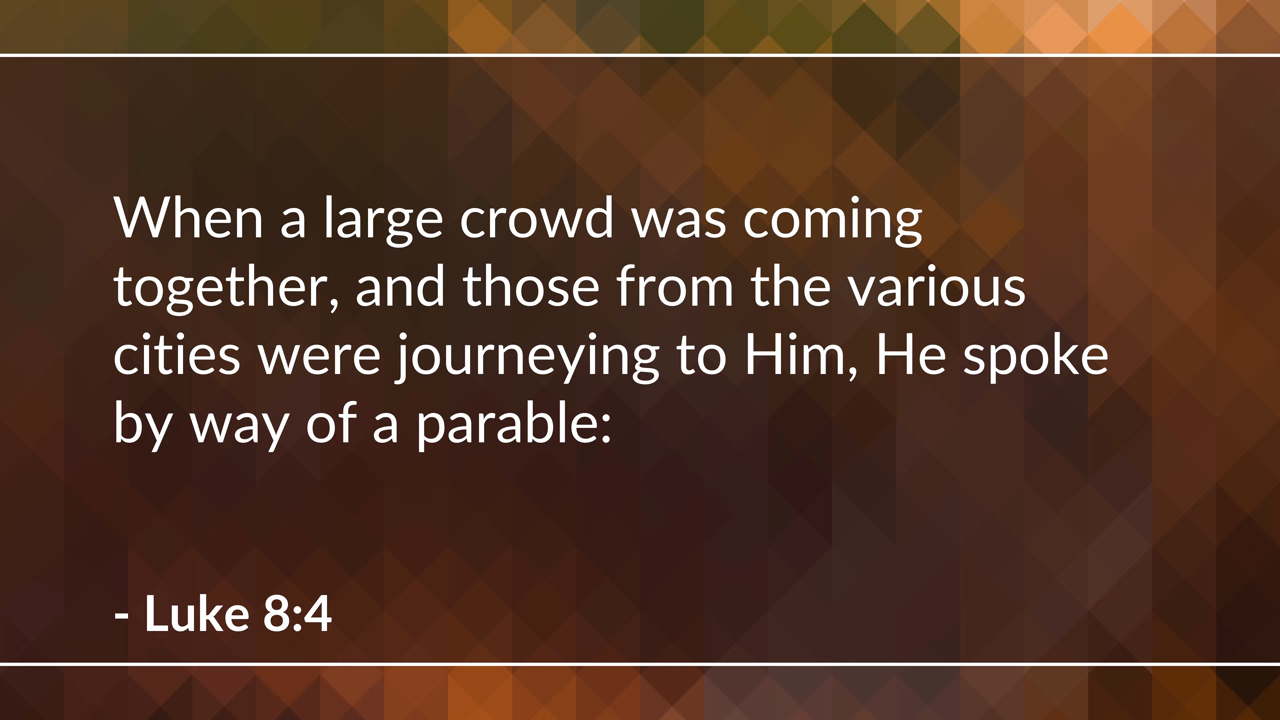 When a large crowd was coming
together, and those from the various
cities were journeying to Him, He spoke
by way of a parable:
- Luke 8:4